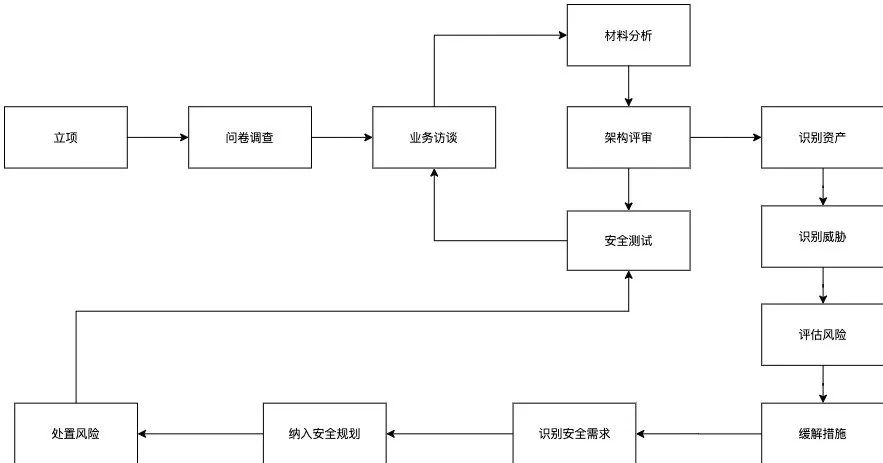 材料分析
立项
问卷调查
业务访谈
架构评审
识别资产
安全测试
识别威胁
评估风险
处置风险
纳入安全规划
识别安全需求
缓解措施